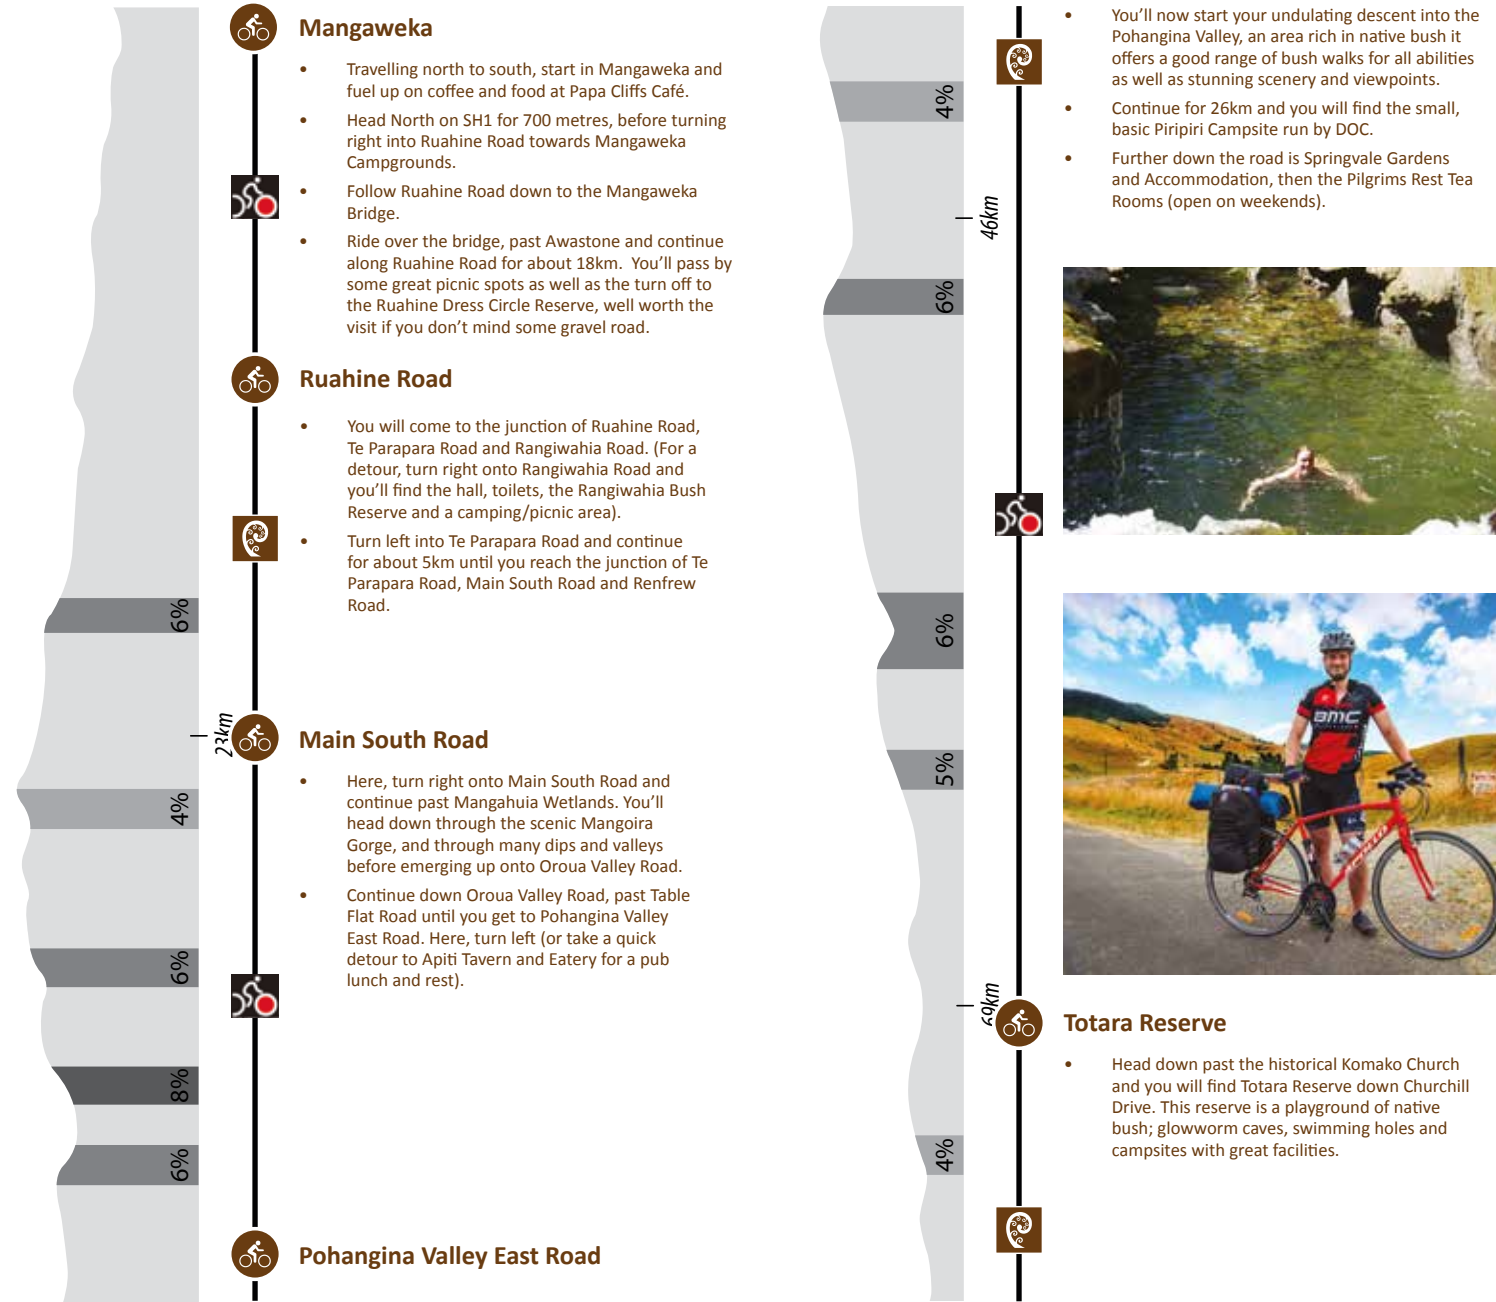 Mangaweka
• Travelling north to south, start in Mangaweka and
fuel up on coffee and food at Papa Cliffs Café.
• Head North on SH1 for 700 metres, before turning
right into Ruahine Road towards Mangaweka
Campgrounds.
• Follow Ruahine Road down to the Mangaweka
Bridge.
• Ride over the bridge, past Awastone and continue
along Ruahine Road for about 18km.  You'll pass by
some great picnic spots as well as the turn off to
the Ruahine Dress Circle Reserve, well worth the
visit if you don't mind some gravel road.
Ruahine Road
• You will come to the junction of Ruahine Road,
Te Parapara Road and Rangiwahia Road. (For a
detour, turn right onto Rangiwahia Road and
you'll find the hall, toilets, the Rangiwahia Bush
Reserve and a camping/picnic area).
• Turn left into Te Parapara Road and continue
for about 5km until you reach the junction of Te
Parapara Road, Main South Road and Renfrew
Road.
6%
23km
Main South Road
• Here, turn right onto Main South Road and
continue past Mangahuia Wetlands. You'll
head down through the scenic Mangoira
Gorge, and through many dips and valleys
before emerging up onto Oroua Valley Road.
• Continue down Oroua Valley Road, past Table
Flat Road until you get to Pohangina Valley
East Road. Here, turn left (or take a quick
detour to Apiti Tavern and Eatery for a pub
lunch and rest).
4%
6%
8%
6%
Pohangina Valley East Road
• You'll now start your undulating descent into the
Pohangina Valley, an area rich in native bush it
offers a good range of bush walks for all abilities
as well as stunning scenery and viewpoints.
• Continue for 26km and you will find the small,
basic Piripiri Campsite run by DOC.
• Further down the road is Springvale Gardens
and Accommodation, then the Pilgrims Rest Tea
Rooms (open on weekends).
4%
46km
6%
6%
5%
BMC
69km
Totara Reserve
• Head down past the historical Komako Church
and you will find Totara Reserve down Churchill
Drive. This reserve is a playground of native
bush; glowworm caves, swimming holes and
campsites with great facilities.
4%